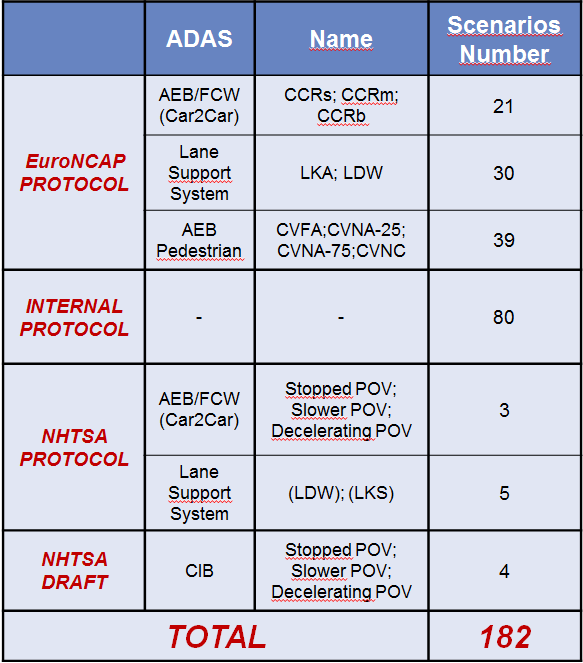 ADAS
Name
Scenarios
Number
EuroNCAP
PROTOCOL
AEB/FCW
(Car2Car)
CCRs; CCRm;
CCRb
21
Lane
Support
System
LKA; LDW
30
AEB
Pedestrian
CVFA;CVNA-25;
CVNA-75;CVNC
39
INTERNAL
PROTOCOL
-
-
80
NHTSA
PROTOCOL
AEB/FCW
(Car2Car)
Stopped POV;
Slower POV;
Decelerating POV
3
Lane
Support
System
(LDW); (LKS)
5
NHTSA
DRAFT
CIB
Stopped POV;
Slower POV;
Decelerating POV
4
TOTAL
182